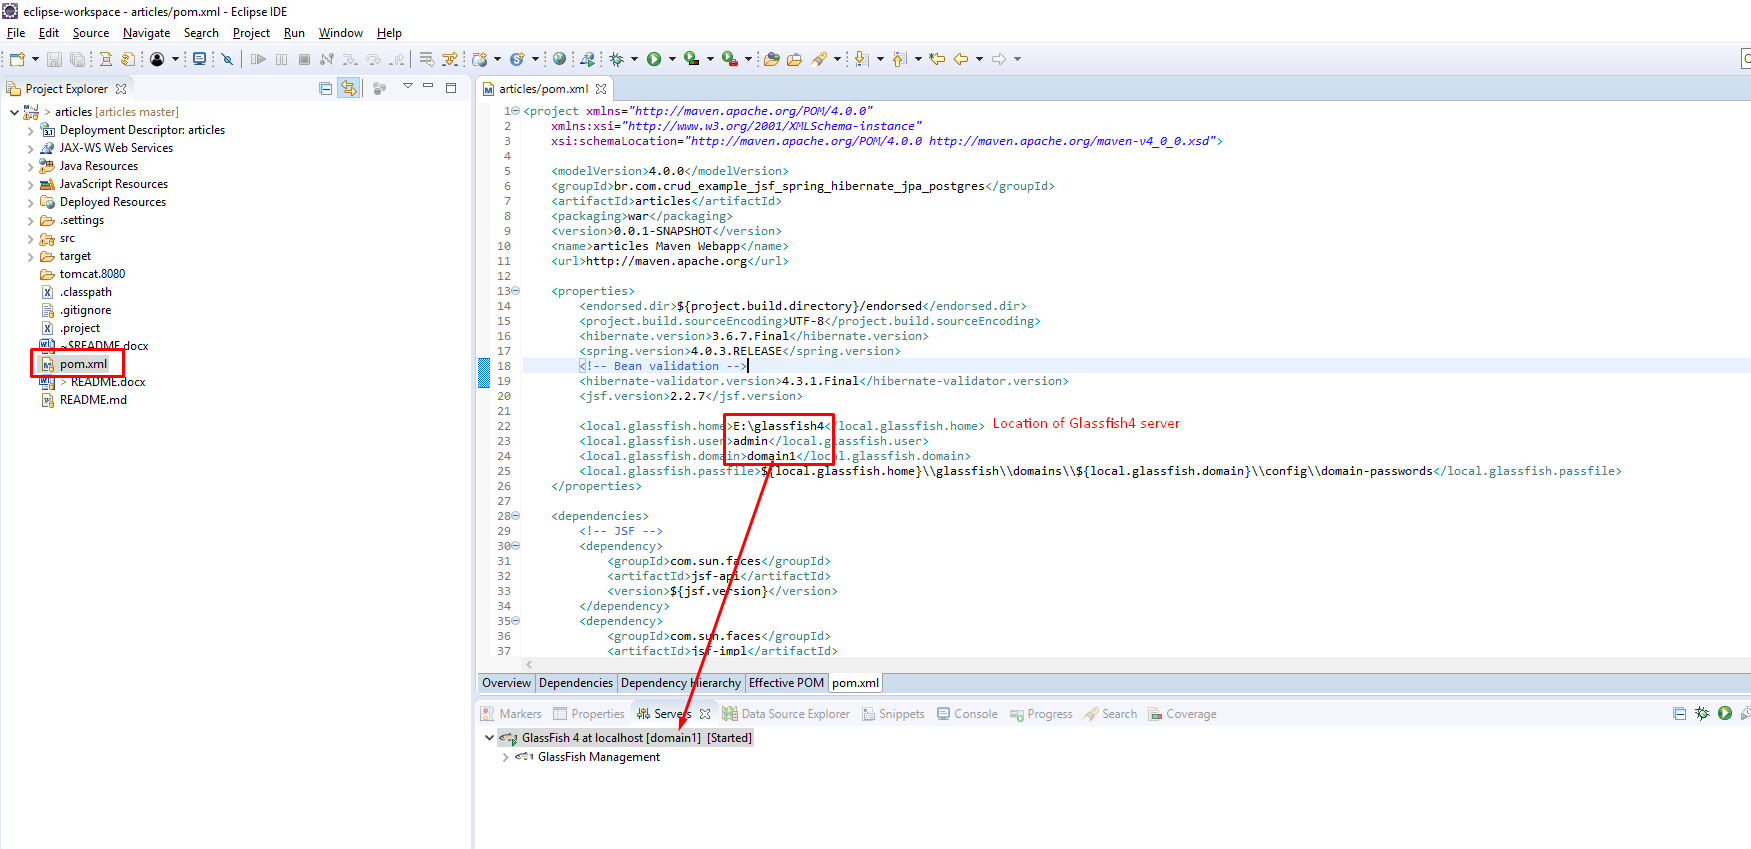 eclipse-workspace - articles/pom.xml - Eclipse IDE
File Edit Source Navigate Search Project Run Window Help
Project Explorer
> articles [articles master]
Deployment Descriptor: articles
JAX-WS Web Services
Java Resources
JavaScript Resources
Deployed Resources
.settings
src
target
tomcat.8080
.classpath
.gitignore
.project
~$README.docx
pom.xml
> README.docx
README.md
articles/pom.xml
1 <project xmlns="http://maven.apache.org/POM/4.0.0"
2 xmlns:xsi="http://www.w3.org/2001/XMLSchema-instance"
3 xsi:schemaLocation="http://maven.apache.org/POM/4.0.0 http://maven.apache.org/maven-v4_0_0.xsd">
4
5 <modelVersion>4.0.0</modelVersion>
6 <groupId>br.com.crud_example_jsf_spring_hibernate_jpa_postgres</groupId>
7 <artifactId>articles</artifactId>
8 <packaging>war</packaging>
9 <version>0.0.1-SNAPSHOT</version>
10 <name>articles Maven Webapp</name>
11 <url>http://maven.apache.org</url>
12
13 <properties>
14 <endorsed.dir>${project.build.directory}/endorsed</endorsed.dir>
15 <project.build.sourceEncoding>UTF-8</project.build.sourceEncoding>
16 <hibernate.version>3.6.7.Final</hibernate.version>
17 <spring.version>4.0.3.RELEASE</spring.version>
18 <!-- Bean validation -->
19 <hibernate-validator.version>4.3.1.Final</hibernate-validator.version>
20 <jsf.version>2.2.7</jsf.version>
21
22 <local.glassfish.home>E:\glassfish4</local.glassfish.home> Location of Glassfish4 server
23 <local.glassfish.user>admin</local.glassfish.user>
24 <local.glassfish.domain>domain1</local.glassfish.domain>
25 <local.glassfish.passfile>${local.glassfish.home}\\glassfish\\domains\\${local.glassfish.domain}\\config\\domain-passwords</local.glassfish.passfile>
26 </properties>
27
28 <dependencies>
29 <!-- JSF -->
30 <dependency>
31 <groupId>com.sun.faces</groupId>
32 <artifactId>jsf-api</artifactId>
33 <version>${jsf.version}</version>
34 </dependency>
35 <dependency>
36 <groupId>com.sun.faces</groupId>
37 <artifactId>jsf-impl</artifactId>
Overview Dependencies Dependency Hierarchy Effective POM pom.xml
Markers Properties Servers Data Source Explorer Snippets Console Progress Search Coverage
GlassFish 4 at localhost [domain1] [Started]
GlassFish Management